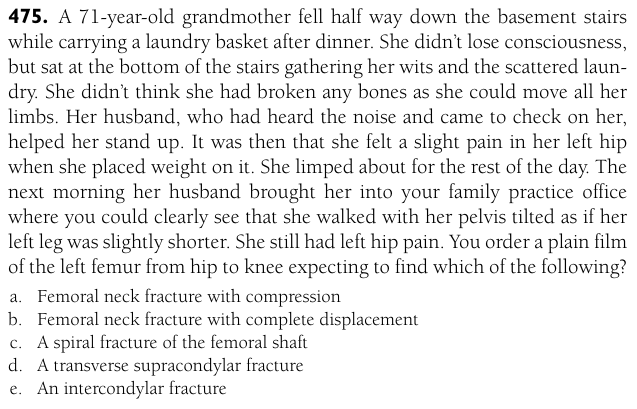 475. A 71-year-old grandmother fell half way down the basement stairs
while carrying a laundry basket after dinner. She didn’t lose consciousness,
but sat at the bottom of the stairs gathering her wits and the scattered laun-
dry. She didn’t think she had broken any bones as she could move all her
limbs. Her husband, who had heard the noise and came to check on her,
helped her stand up. It was then that she felt a slight pain in her left hip
when she placed weight on it. She limped about for the rest of the day. The
next morning her husband brought her into your family practice office
where you could clearly see that she walked with her pelvis tilted as if her
left leg was slightly shorter. She still had left hip pain. You order a plain film
of the left femur from hip to knee expecting to find which of the following?
a. Femoral neck fracture with compression
b. Femoral neck fracture with complete displacement
c. A spiral fracture of the femoral shaft
d. A transverse supracondylar fracture
e. An intercondylar fracture